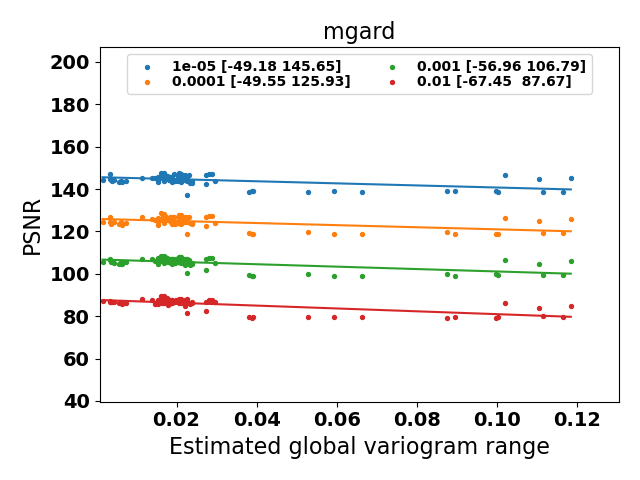 mgard
1e-05 [-49.18 145.65]
0.0001 [-49.55 125.93]
0.001 [-56.96 106.79]
0.01 [-67.45  87.67]
PSNR
200
180
160
140
120
100
80
60
40
0.02 0.04 0.06 0.08 0.10 0.12
Estimated global variogram range